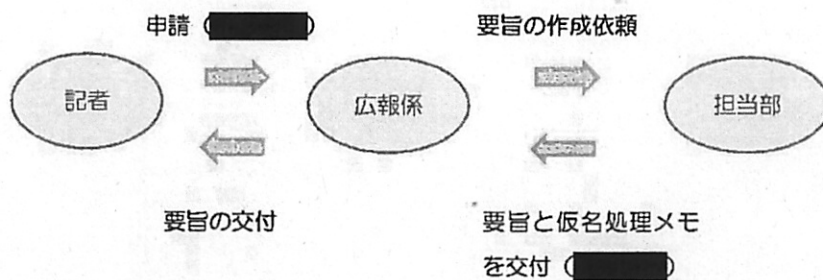 申請（　　　）
要旨の作成依頼
記者
広報係
担当部
要旨の交付
要旨と仮名処理メモ
を交付（　　　）